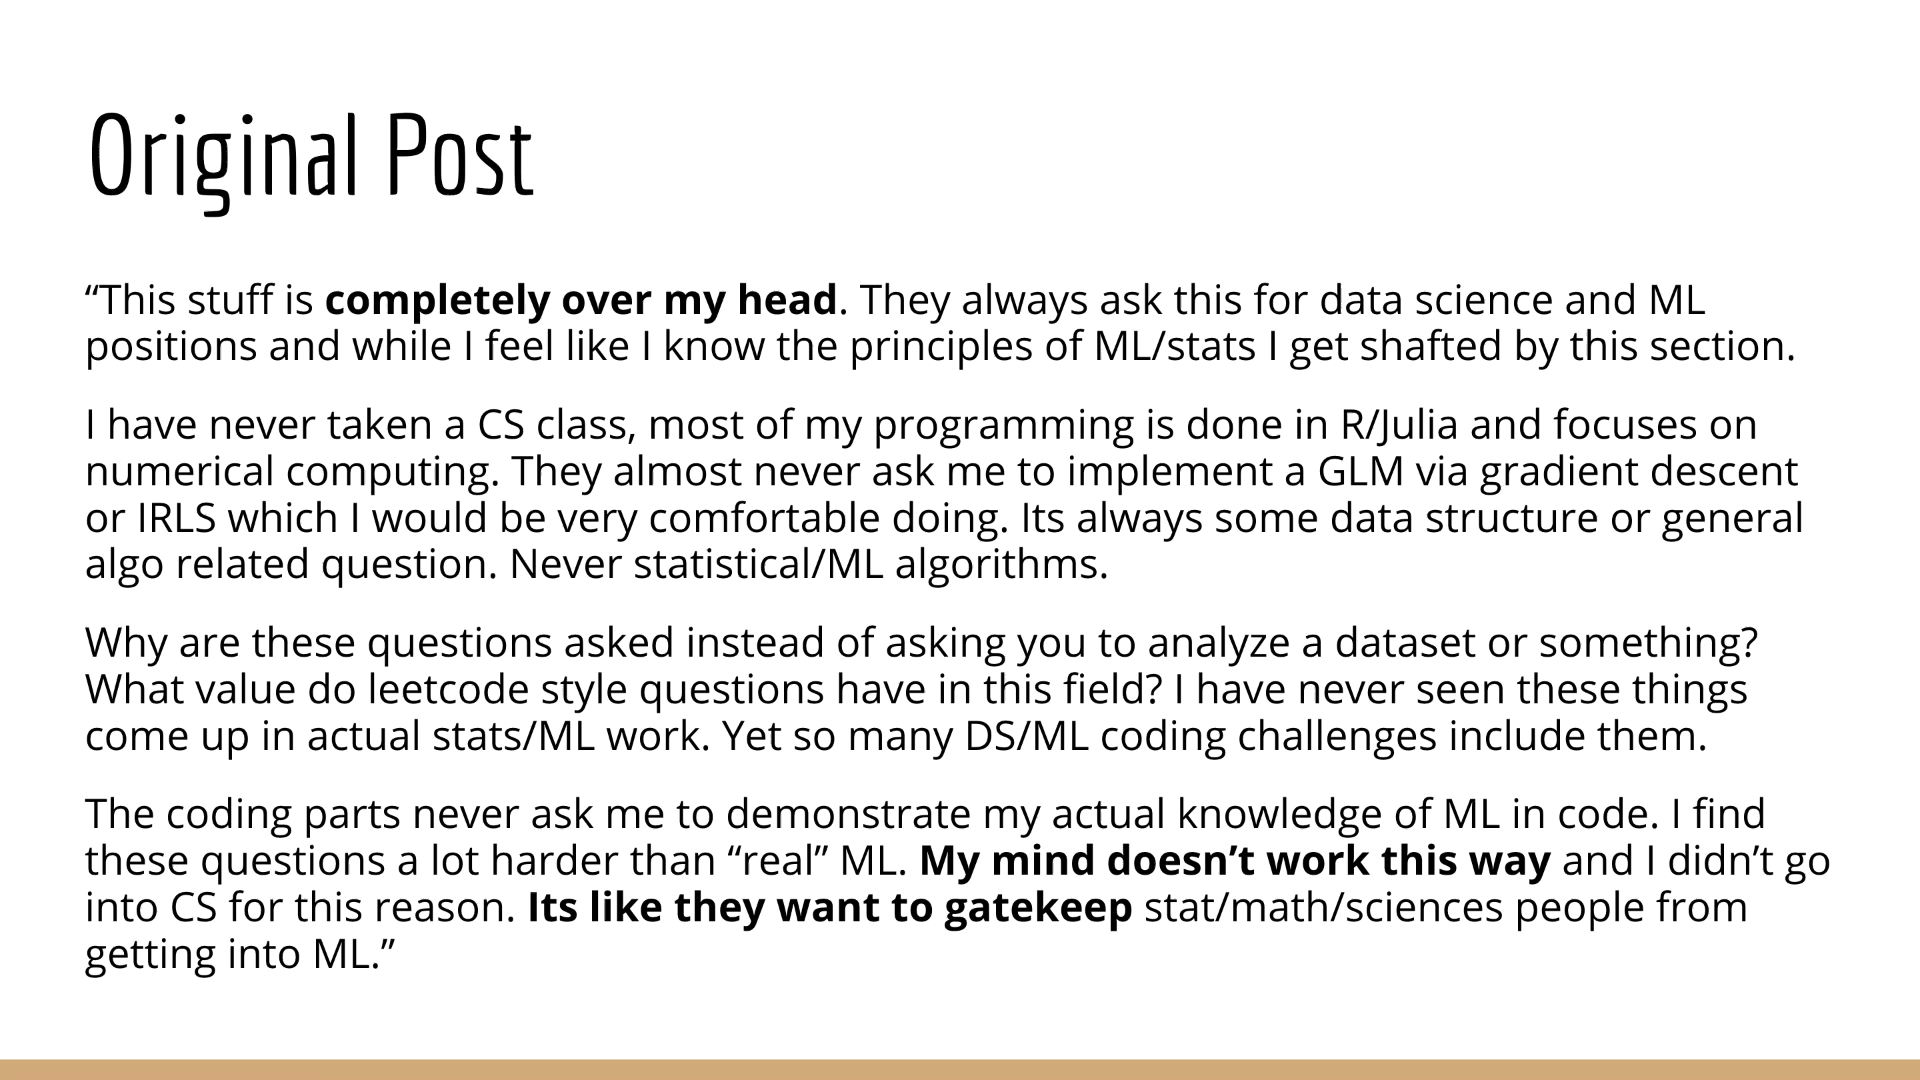 Original Post
“This stuff is completely over my head. They always ask this for data science and ML
positions and while I feel like I know the principles of ML/stats I get shafted by this section.
I have never taken a CS class, most of my programming is done in R/Julia and focuses on
numerical computing. They almost never ask me to implement a GLM via gradient descent
or IRLS which I would be very comfortable doing. Its always some data structure or general
algo related question. Never statistical/ML algorithms.
Why are these questions asked instead of asking you to analyze a dataset or something?
What value do leetcode style questions have in this field? I have never seen these things
come up in actual stats/ML work. Yet so many DS/ML coding challenges include them.
The coding parts never ask me to demonstrate my actual knowledge of ML in code. I find
these questions a lot harder than “real” ML. My mind doesn’t work this way and I didn’t go
into CS for this reason. Its like they want to gatekeep stat/math/sciences people from
getting into ML.”